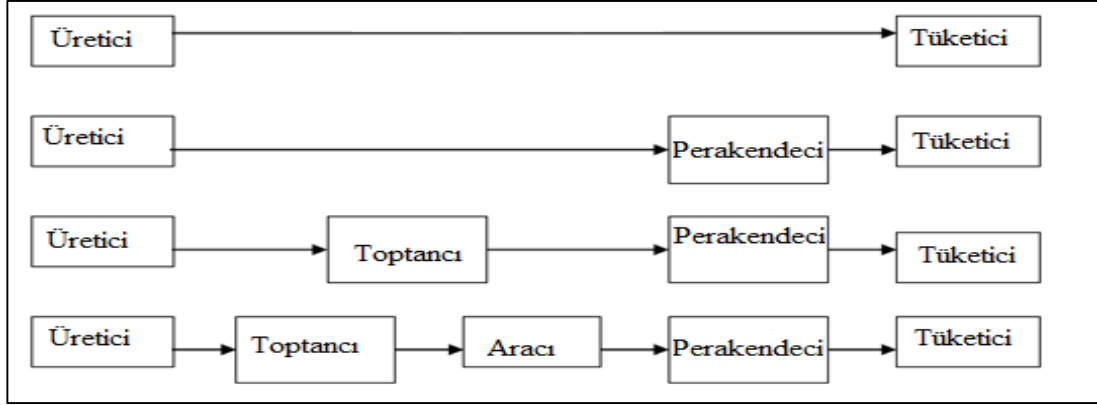 Üretici Tüketici
Üretici Perakendeci Tüketici
Üretici Toptancı Perakendeci Tüketici
Üretici Toptancı Aracı Perakendeci Tüketici